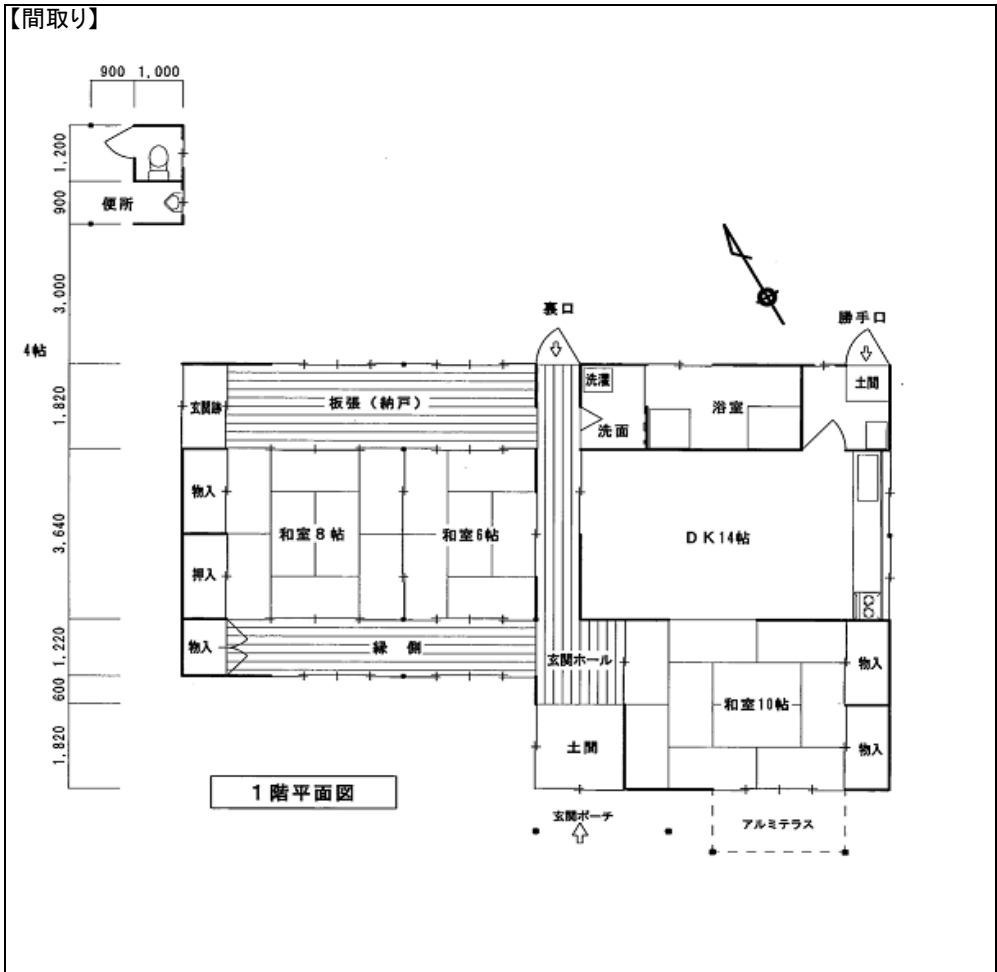 【間取り】
900 1,000
1,200
900
便所
3,000
裏口
勝手口
4帖
1,820
玄関跡
板張(納戸)
洗濯
洗面
浴室
土間
3,640
物入
和室8帖
和室6帖
DK14帖
押入
1,220
物入
縁側
玄関ホール
物入
600
和室10帖
1,820
土間
物入
1階平面図
玄関ポーチ
アルミテラス